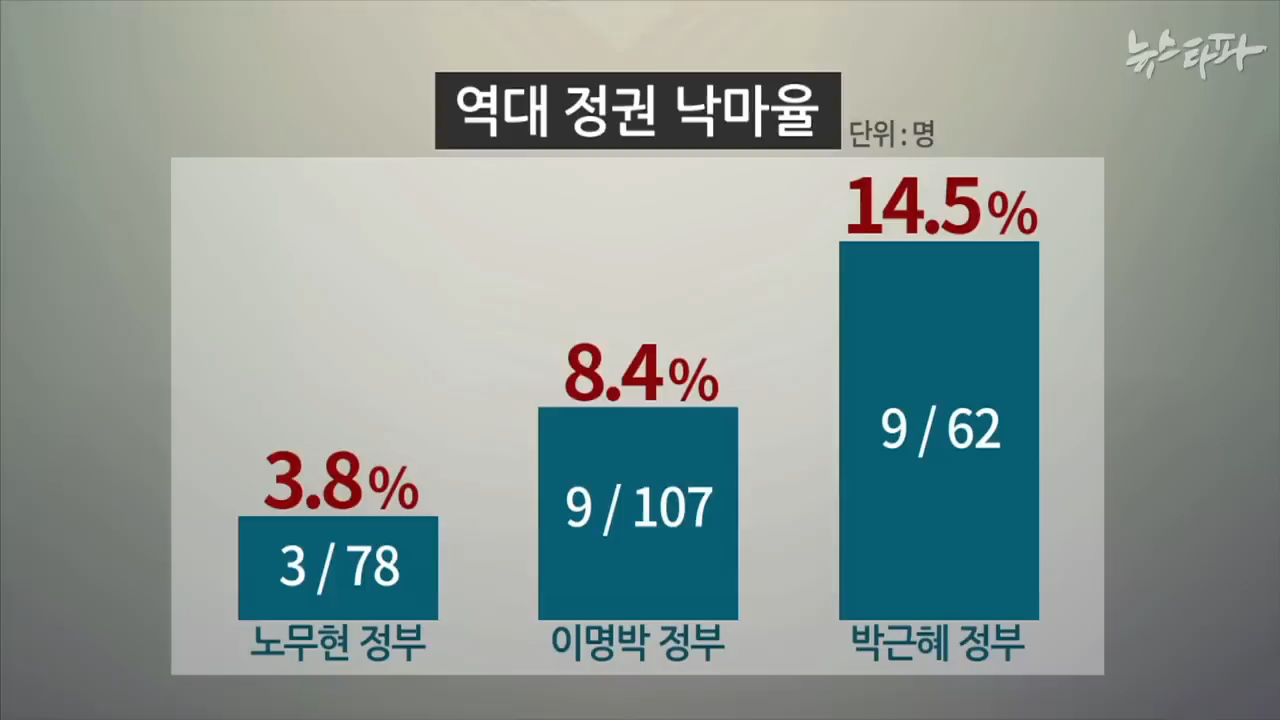 뉴스타파
역대 정권 낙마율
단위 : 명
14.5%
8.4%
9 / 62
3.8%
9 / 107
3 / 78
노무현 정부
이명박 정부
박근혜 정부